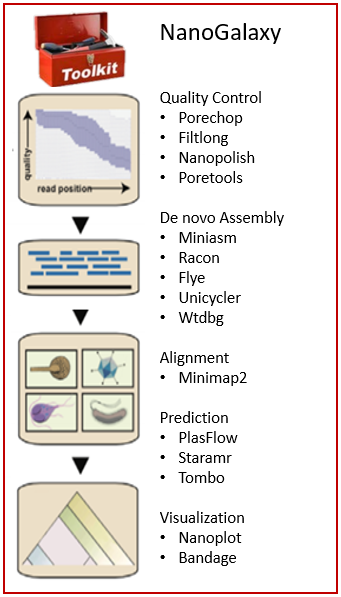 NanoGalaxy
Toolkit
quality
read position
Quality Control
• Porechop
• Filtlong
• Nanopolish
• Poretools
De novo Assembly
• Miniasm
• Racon
• Flye
• Unicycler
• Wtdbg
Alignment
• Minimap2
Prediction
• PlasFlow
• Staramr
• Tombo
Visualization
• Nanoplot
• Bandage